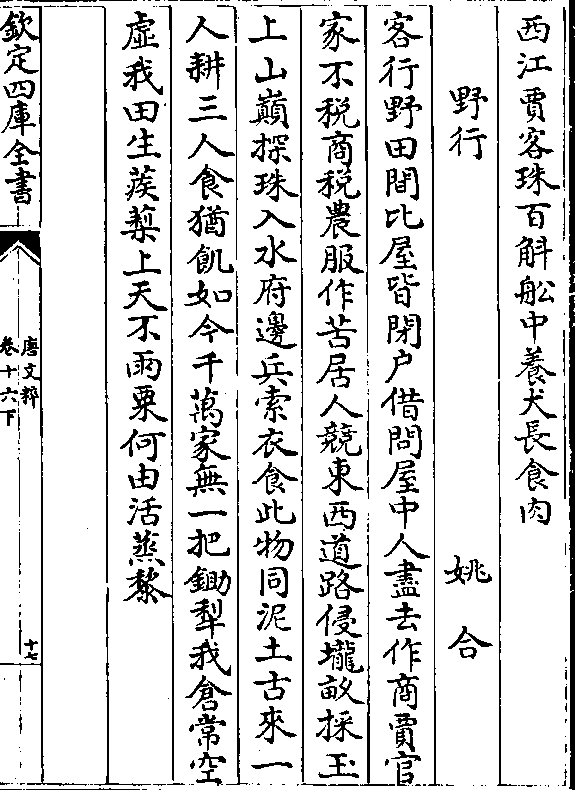 西江賈客珠百斛舩中養犬長食肉
野行　姚合
客行野田間比屋皆閉户借問屋中人盡去作商賈官
家不税商税農服作苦居人競東西道路侵壠畝採玉
上山巔探珠入水府邊兵索衣食此物同泥土古來一
人耕三人食猶飢如今千萬家無一把鋤犁我倉常空
虚我田生蒺䔧上天不雨粟何由活蒸黎
欽定四庫全書
唐文粹
卷十六下
十七